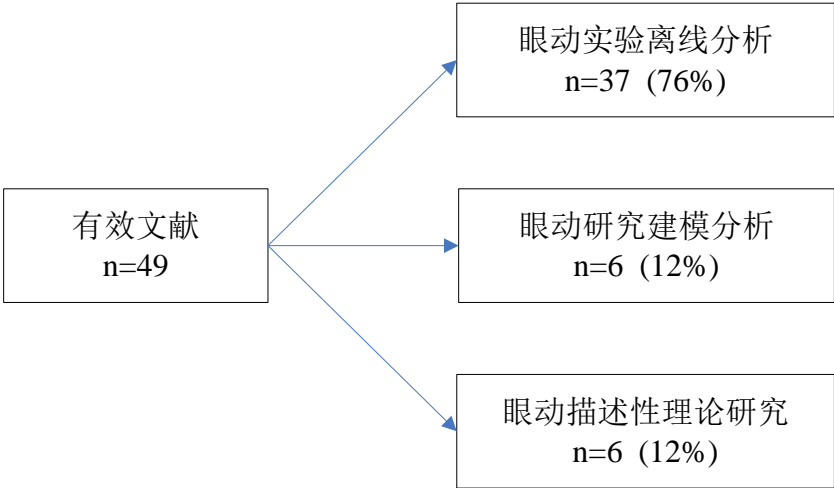 眼动实验离线分析
n=37 (76%)
有效文献
n=49
眼动研究建模分析
n=6 (12%)
眼动描述性理论研究
n=6 (12%)